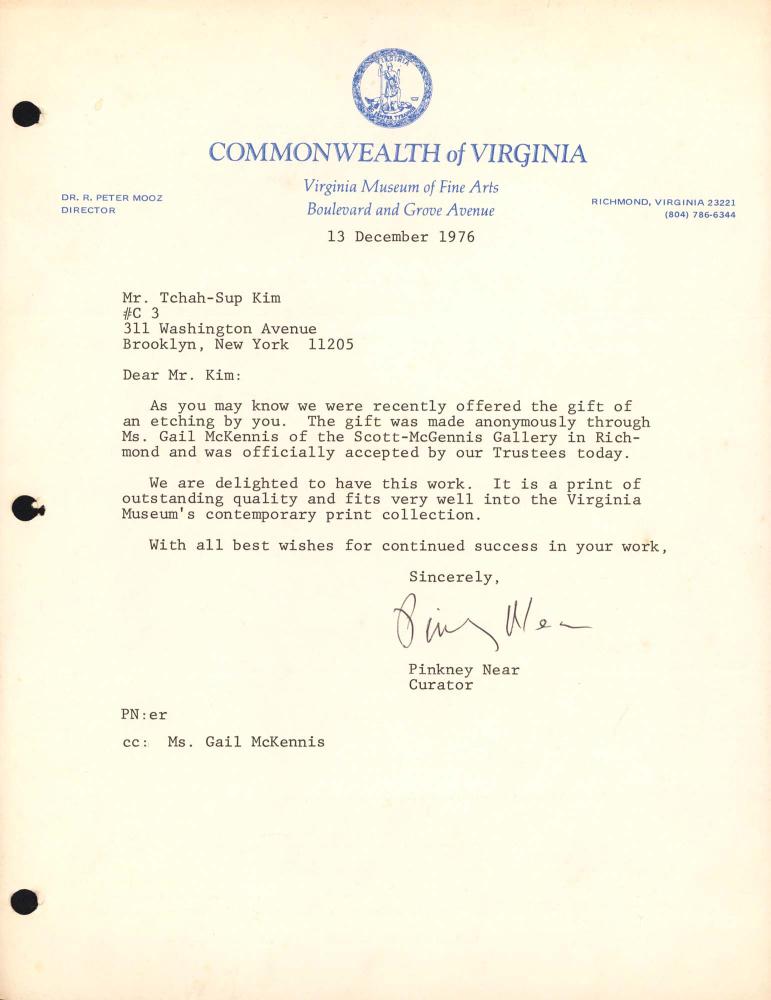 VIRGINIA
SIC SEMPER TYRANNIS
COMMONWEALTH of VIRGINIA
Virginia Museum of Fine Arts
Boulevard and Grove Avenue
DR. R. PETER MOOZ
DIRECTOR
RICHMOND, VIRGINIA 23221
(804) 786-6344
13 December 1976
Mr. Tchah-Sup Kim
#C 3
311 Washington Avenue
Brooklyn, New York  11205
Dear Mr. Kim:
As you may know we were recently offered the gift of
an etching by you.  The gift was made anonymously through
Ms. Gail McKennis of the Scott-McGennis Gallery in Rich-
mond and was officially accepted by our Trustees today.
We are delighted to have this work.  It is a print of
outstanding quality and fits very well into the Virginia
Museum's contemporary print collection.
With all best wishes for continued success in your work,
Sincerely,
Pinkney Near
Pinkney Near
Curator
PN:er
cc:  Ms. Gail McKennis